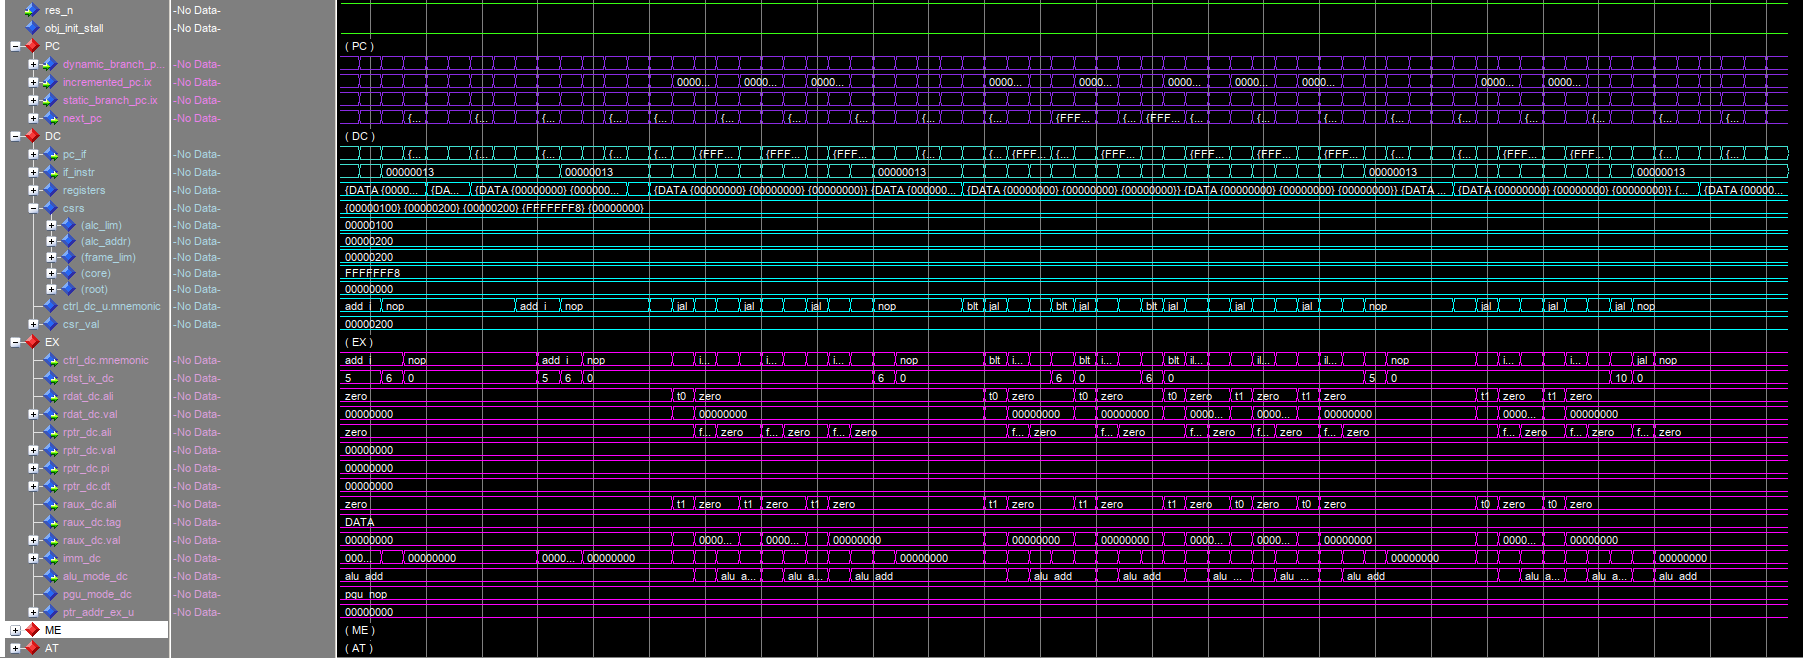 res_n -No Data-
obj_init_stall -No Data-
PC ( PC )
dynamic_branch_p... -No Data-
incremented_pc.ix -No Data- 0000... 0000... 0000... 0000... 0000... 0000... 0000... 0000... 0000... 0000...
static_branch_pc.ix -No Data-
next_pc -No Data- {... {... {... {... {... {... {... {... {... {... {FFF... {... {FFF... {... {... {... {... {... {... {... {...
DC ( DC )
pc_if -No Data- {... {... {... {... {... {FFF... {FFF... {FFF... {... {... {FFF... {... {FFF... {FFF... {FFF... {FFF... {... {... {FFF... {FFF... {... {...
if_instr -No Data- 00000013 00000013 00000013 00000013 00000013
registers -No Data- {DATA {0000... {DA... {DATA {00000000} {000000... {DATA {00000000} {00000000} {00000000}} {DATA {000000... {DATA {00000000} {00000000} {00000000}} {DATA {00000000} {00000000} {00000000}} {DATA ... {DATA {00000000} {00000000} {00000000}} {... {DATA {00000...
csrs -No Data- {00000100} {00000200} {00000200} {FFFFFFF8} {00000000}
(alc_lim) -No Data- 00000100
(alc_addr) -No Data- 00000200
(frame_lim) -No Data- 00000200
(core) -No Data- FFFFFFF8
(root) -No Data- 00000000
ctrl_dc_u.mnemonic -No Data- add_i nop add_i nop jal jal jal nop blt jal blt jal blt jal jal jal nop jal jal jal nop
csr_val -No Data- 00000200
EX ( EX )
ctrl_dc.mnemonic -No Data- add_i nop add_i nop i... i... i... nop blt i... blt i... blt il... il... il... nop i... i... jal nop
rdst_ix_dc -No Data- 5 6 0 5 6 0 6 0 6 0 6 0 5 0 10 0
rdat_dc.ali -No Data- zero t0 zero t0 zero t0 zero t0 zero t1 zero t1 zero t1 zero t1 zero
rdat_dc.val -No Data- 00000000 00000000 00000000 00000000 0000... 0000... 00000000 0000... 00000000
rptr_dc.ali -No Data- zero f... zero f... zero f... zero f... zero f... zero f... zero f... zero f... zero f... zero f... zero f... zero
rptr_dc.val -No Data- 00000000
rptr_dc.pi -No Data- 00000000
rptr_dc.dt -No Data- 00000000
raux_dc.ali -No Data- zero t1 zero t1 zero t1 zero t1 zero t1 zero t1 zero t0 zero t0 zero t0 zero t0 zero
raux_dc.tag -No Data- DATA
raux_dc.val -No Data- 00000000 0000... 0000... 00000000 00000000 00000000 0000... 0000... 00000000 0000... 00000000
imm_dc -No Data- 000... 00000000 0000... 00000000 00000000 00000000 00000000
alu_mode_dc -No Data- alu_add alu_a... alu_a... alu_add alu_add alu_add alu_... alu_... alu_add alu_a... alu_a... alu_add
pgu_mode_dc -No Data- pgu_nop
ptr_addr_ex_u -No Data- 00000000
ME ( ME )
AT -No Data- ( AT )